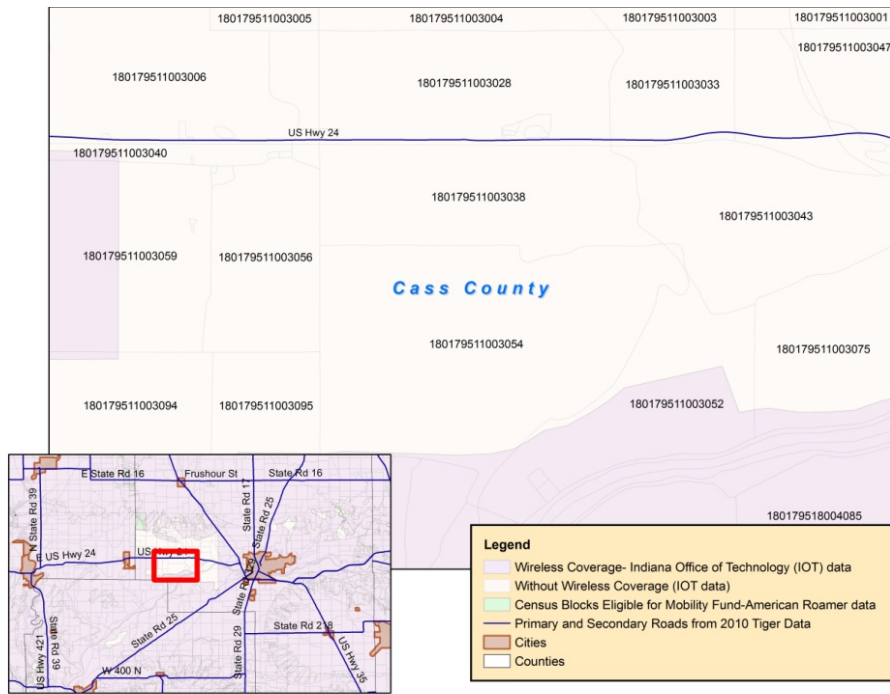 180179511003005
180179511003004
180179511003003
180179511003001
180179511003047
180179511003006
180179511003028
180179511003033
US Hwy 24
180179511003040
180179511003038
180179511003043
180179511003059
180179511003056
Cass County
180179511003054
180179511003075
180179511003094
180179511003095
180179511003052
180179518004085
E State Rd 16
Frushour St
State Rd 16
N State Rd 39
State Rd 17
State Rd 25
E US Hwy 24
US Hwy 24
State Rd 25
State Rd 29
State Rd 218
US Hwy 421
State Rd 39
US Hwy 35
W 400 N
Legend
Wireless Coverage- Indiana Office of Technology (IOT) data
Without Wireless Coverage (IOT data)
Census Blocks Eligible for Mobility Fund-American Roamer data
Primary and Secondary Roads from 2010 Tiger Data
Cities
Counties